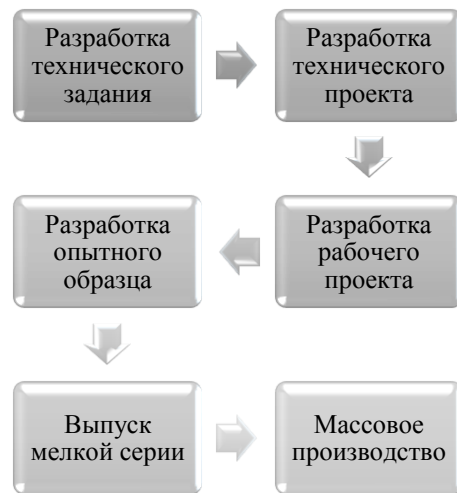 Разработка
технического
задания
Разработка
технического
проекта
Разработка
рабочего
проекта
Разработка
опытного
образца
Выпуск
мелкой серии
Массовое
производство